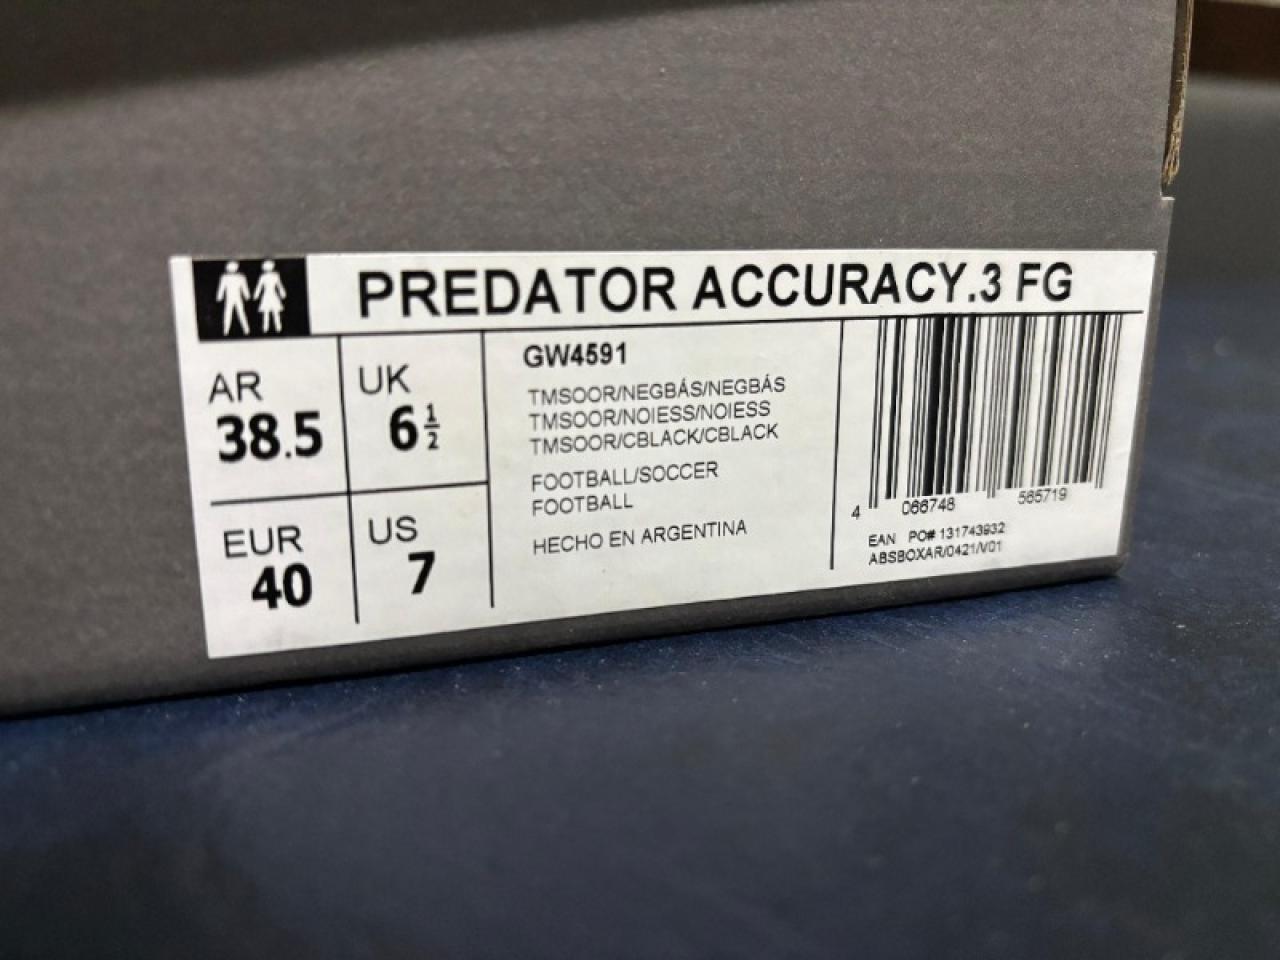 PREDATOR ACCURACY.3 FG
AR
38.5
UK
6 1/2
EUR
40
US
7
GW4591
TMSOOR/NEGBÁS/NEGBÁS
TMSOOR/NOIESS/NOIESS
TMSOOR/CBLACK/CBLACK
FOOTBALL/SOCCER
FOOTBALL
HECHO EN ARGENTINA
4 066748 565719
EAN PO# 131743932
ABSBOXAR/0421/V01